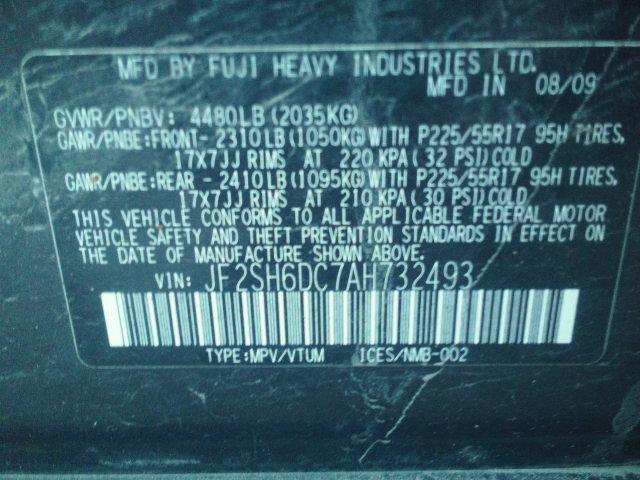 MFD BY FUJI HEAVY INDUSTRIES LTD.
MFD IN 08/09
GVWR/PNBV: 4480LB (2035KG)
GAWR/PNBE:FRONT- 2310LB(1050KG)WITH P225/55R17 95H TIRES,
17X7JJ RIMS AT 220 KPA( 32 PSI)COLD
GAWR/PNBE:REAR - 2410LB(1095KG)WITH P225/55R17 95H TIRES,
17X7JJ RIMS AT 210 KPA( 30 PSI)COLD
THIS VEHICLE CONFORMS TO ALL APPLICABLE FEDERAL MOTOR
VEHICLE SAFETY AND THEFT PREVENTION STANDARDS IN EFFECT ON
THE DATE OF MANUFACTURE SHOWN ABOVE.
VIN: JF2SH6DC7AH732493
TYPE:MPV/VTUM ICES/NMB-002